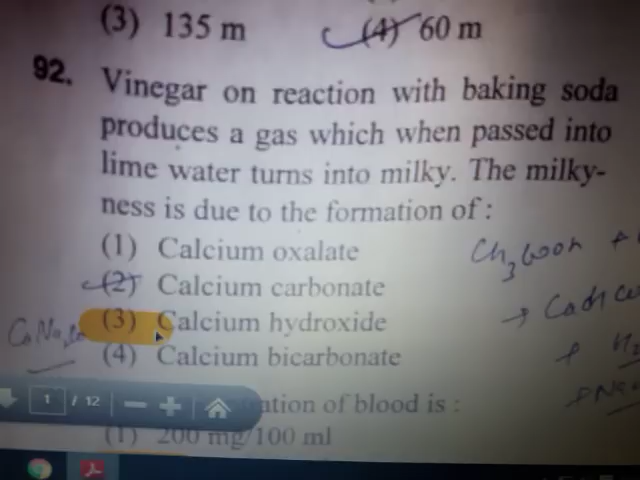 (3) 135 m (4) 60 m
92. Vinegar on reaction with baking soda
produces a gas which when passed into
lime water turns into milky. The milky-
ness is due to the formation of :
(1) Calcium oxalate
(2) Calcium carbonate
(3) Calcium hydroxide
(4) Calcium bicarbonate
1 / 12
of blood is :
(1) 200 mg/100 ml